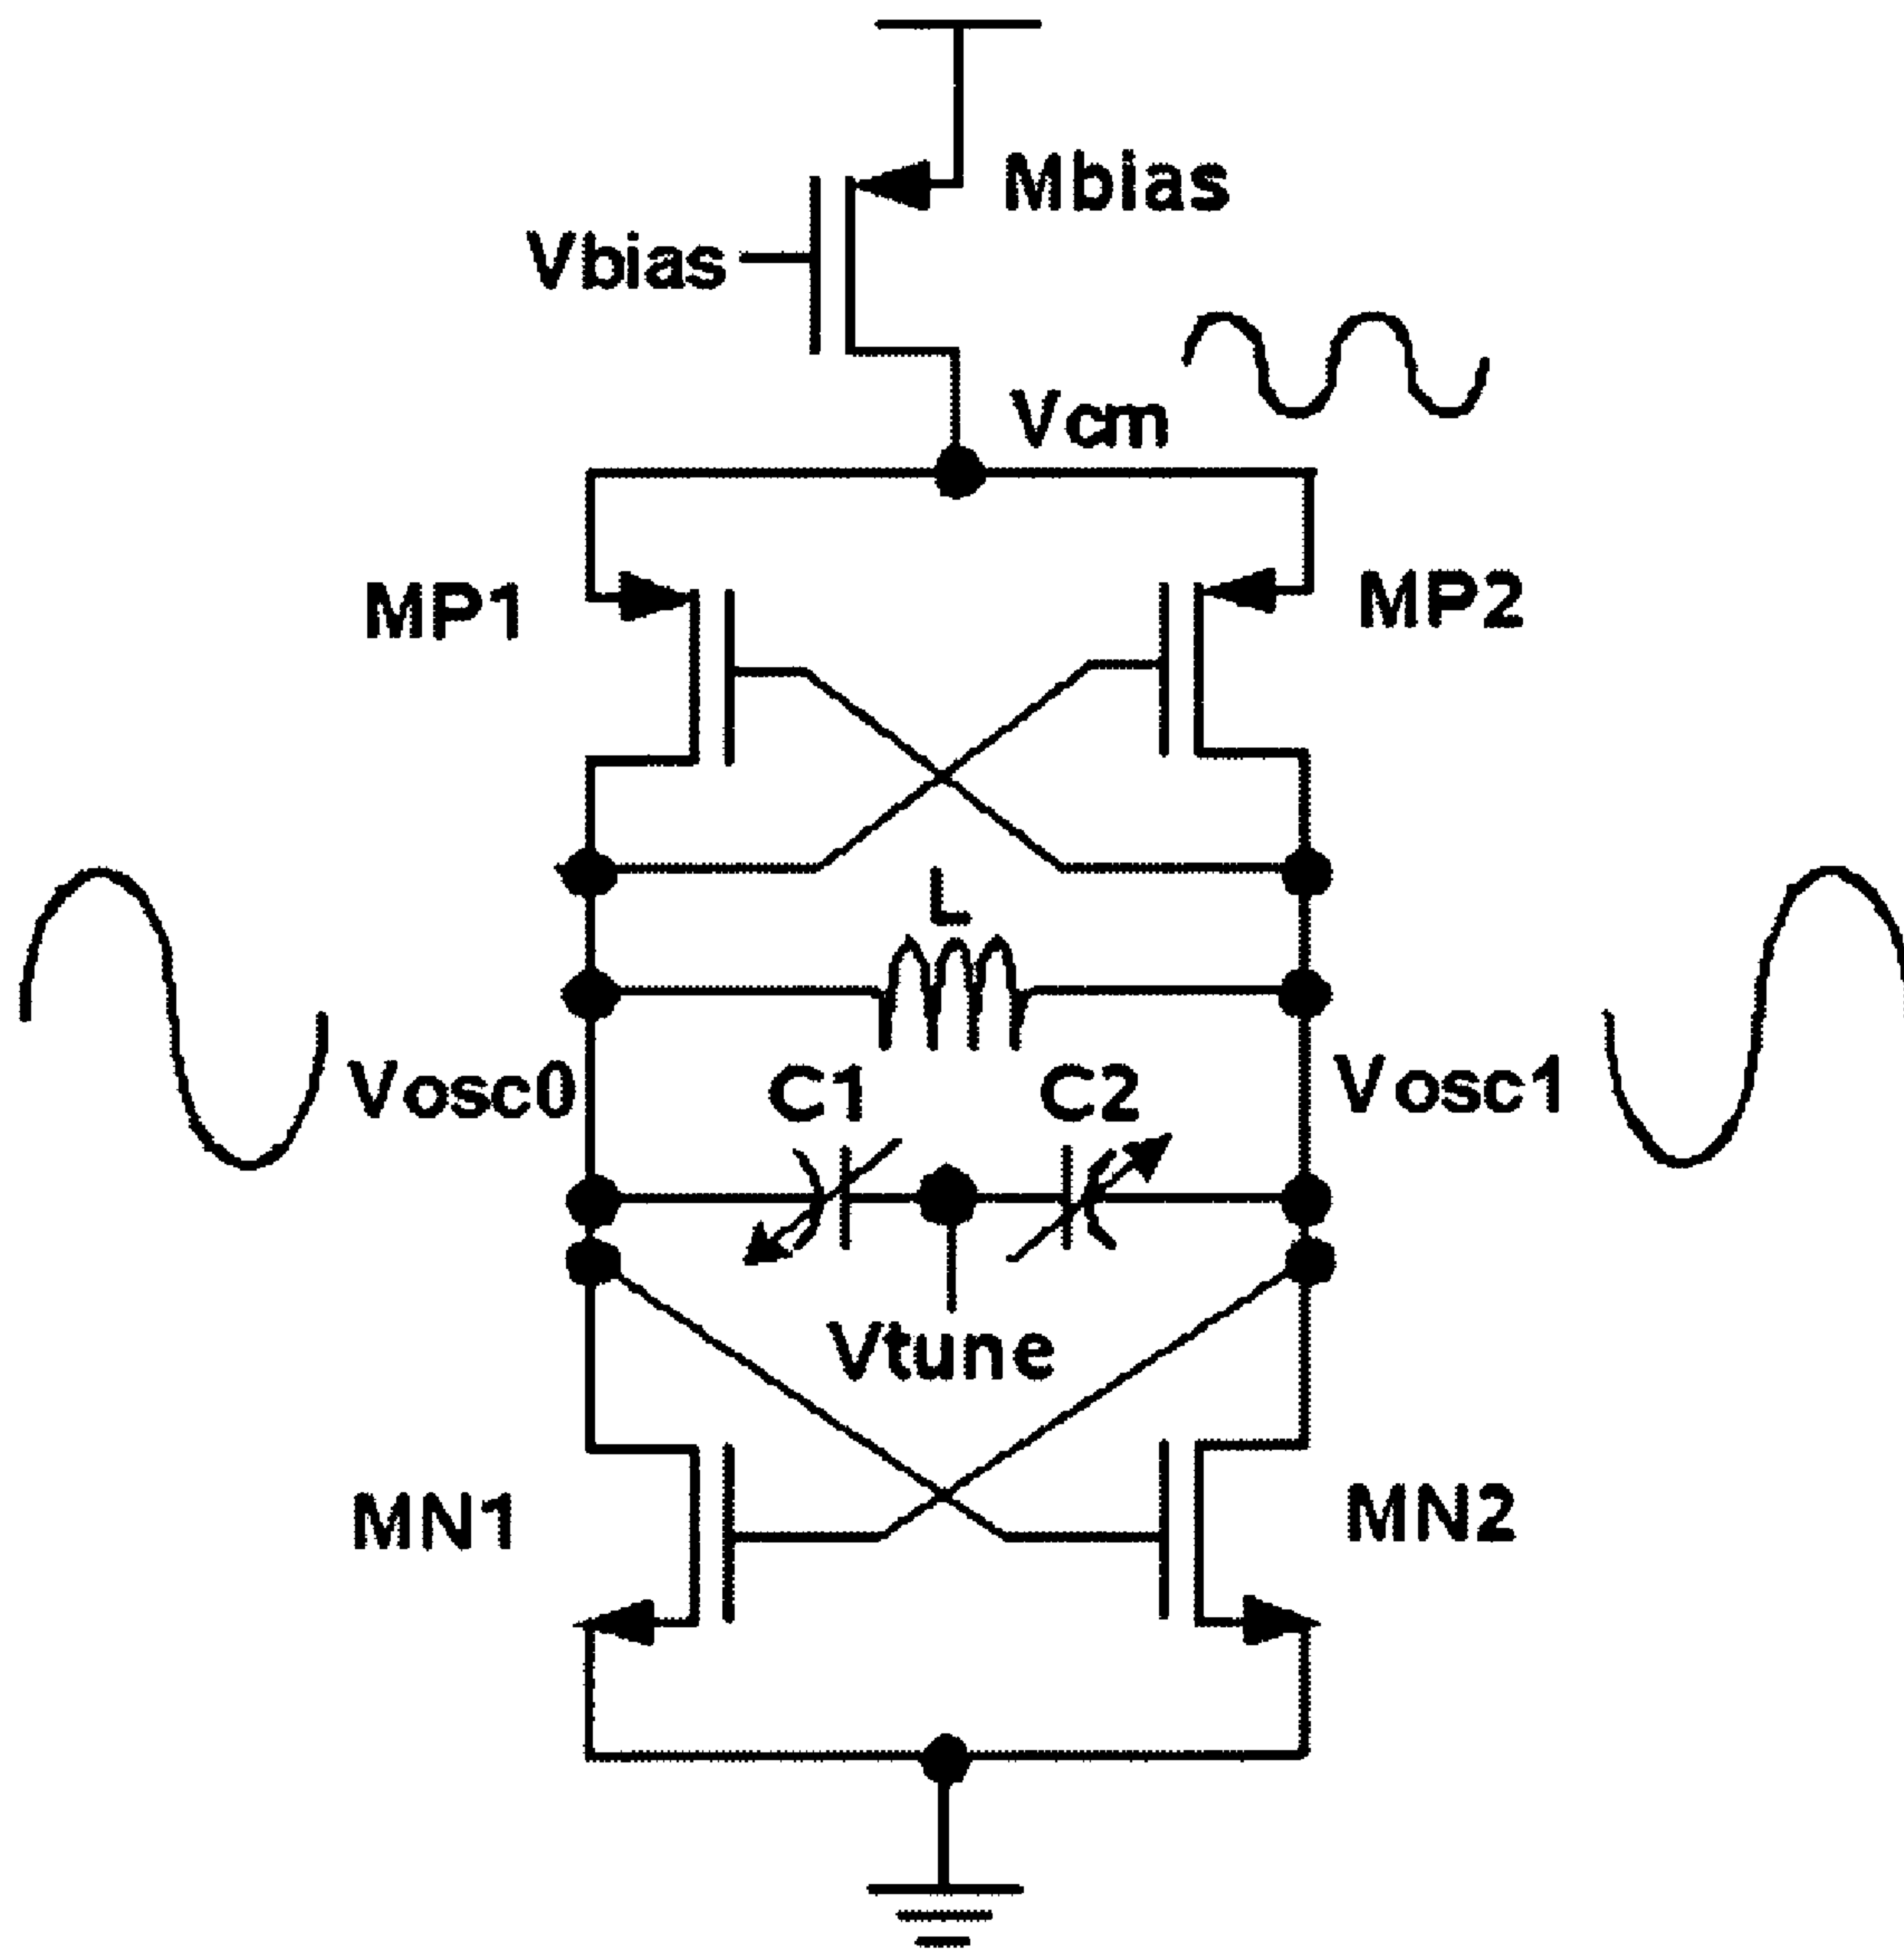 Mbias
Vbias
Vcm
MP1
MP2
L
Vosc0
C1
C2
Vosc1
Vtune
MN1
MN2